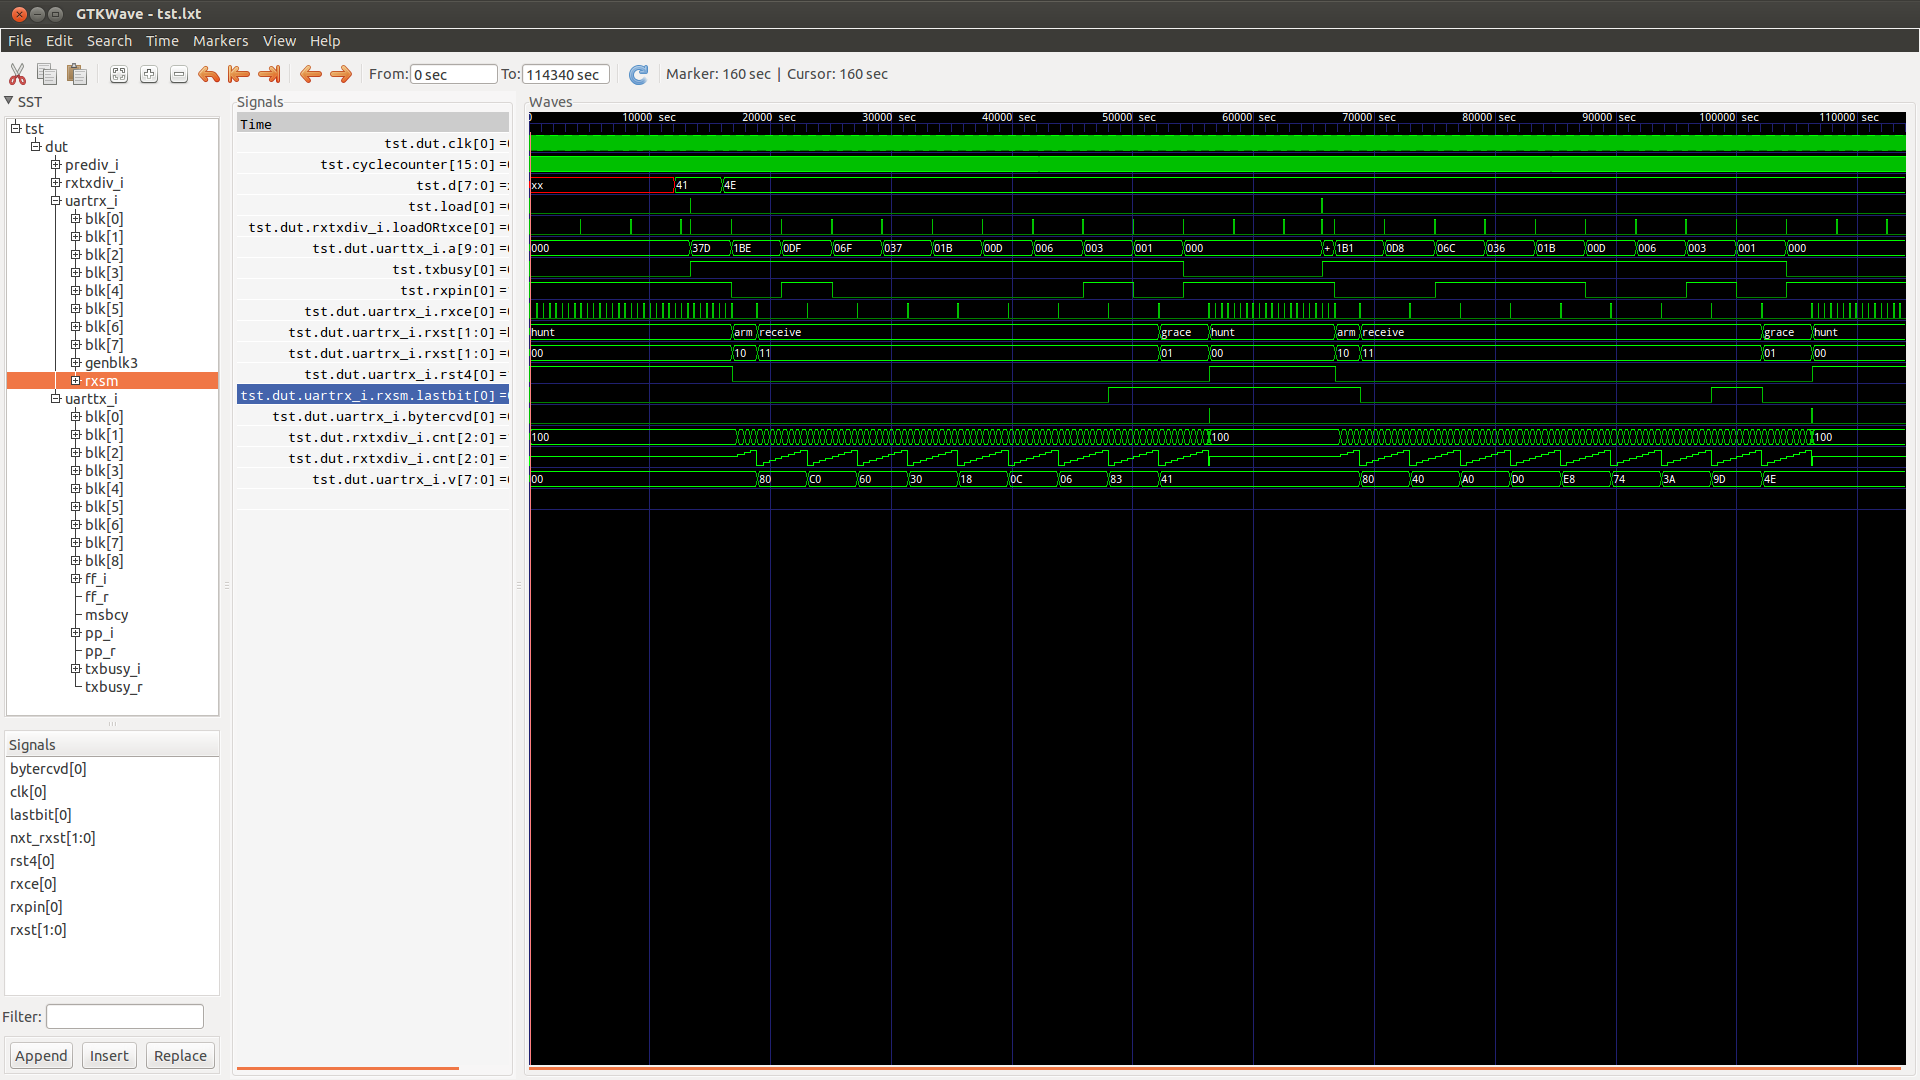 GTKWave - tst.lxt
File Edit Search Time Markers View Help
From: 0 sec To: 114340 sec Marker: 160 sec | Cursor: 160 sec
SST
tst
dut
prediv_i
rxtxdiv_i
uartrx_i
blk[0]
blk[1]
blk[2]
blk[3]
blk[4]
blk[5]
blk[6]
blk[7]
genblk3
rxsm
uarttx_i
blk[0]
blk[1]
blk[2]
blk[3]
blk[4]
blk[5]
blk[6]
blk[7]
blk[8]
ff_i
ff_r
msbcy
pp_i
pp_r
txbusy_i
txbusy_r
Signals
bytercvd[0]
clk[0]
lastbit[0]
nxt_rxst[1:0]
rst4[0]
rxce[0]
rxpin[0]
rxst[1:0]
Filter:
Append Insert Replace
Signals
Time
tst.dut.clk[0] =
tst.cyclecounter[15:0] =
tst.d[7:0] =
tst.load[0] =
tst.dut.rxtxdiv_i.loadORtxce[0] =
tst.dut.uarttx_i.a[9:0] =
tst.txbusy[0] =
tst.rxpin[0] =
tst.dut.uartrx_i.rxce[0] =
tst.dut.uartrx_i.rxst[1:0] =
tst.dut.uartrx_i.rxst[1:0] =
tst.dut.uartrx_i.rst4[0] =
tst.dut.uartrx_i.rxsm.lastbit[0] =
tst.dut.uartrx_i.bytercvd[0] =
tst.dut.rxtxdiv_i.cnt[2:0] =
tst.dut.rxtxdiv_i.cnt[2:0] =
tst.dut.uartrx_i.v[7:0] =
Waves
10000 sec 20000 sec 30000 sec 40000 sec 50000 sec 60000 sec 70000 sec 80000 sec 90000 sec 100000 sec 110000 sec
xx 41 4E
000 37D 1BE 0DF 06F 037 01B 00D 006 003 001 000 + 1B1 0D8 06C 036 01B 00D 006 003 001 000
hunt arm receive grace hunt arm receive grace hunt
00 10 11 01 00 10 11 01 00
100 100 100
00 80 C0 60 30 18 0C 06 83 41 80 40 A0 D0 E8 74 3A 9D 4E